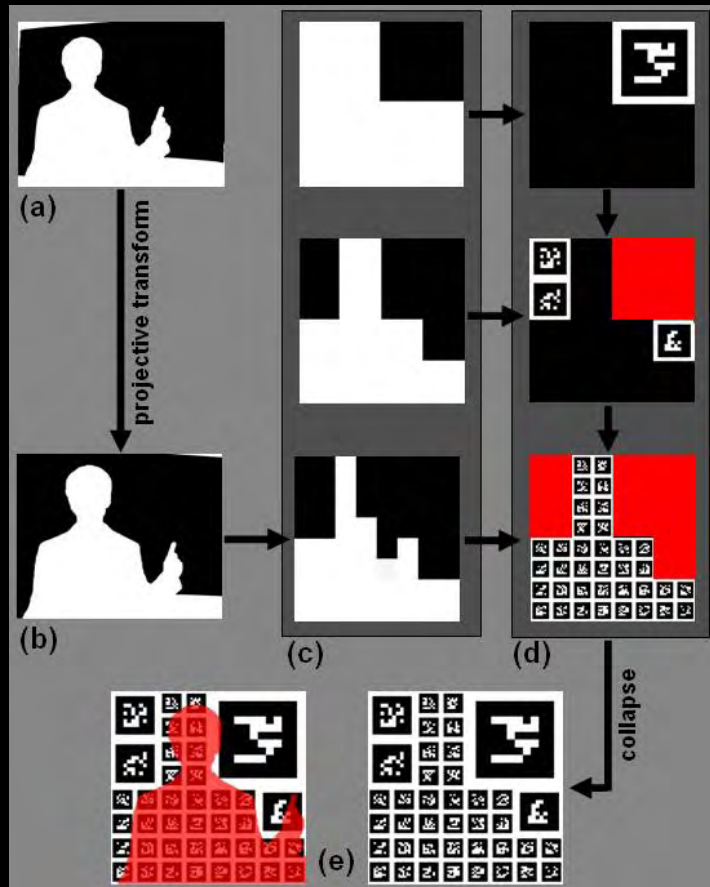 (a)
projective transform
(b)
(c)
(d)
collapse
(e)